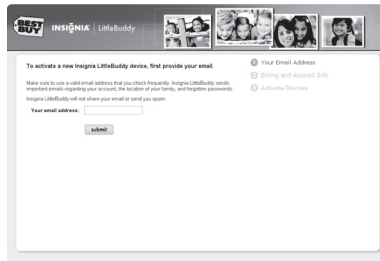 BEST BUY INSIGNIA LittleBuddy
To activate a new Insignia LittleBuddy device, first provide your email.
Make sure to use a valid email address that you check frequently. Insignia LittleBuddy sends
important emails regarding your account, the location of your family, and forgotten passwords.
Insignia LittleBuddy will not share your email or send you spam.
Your email address:
submit
1 Your Email Address
2 Billing and Account Info
3 Activate Devices